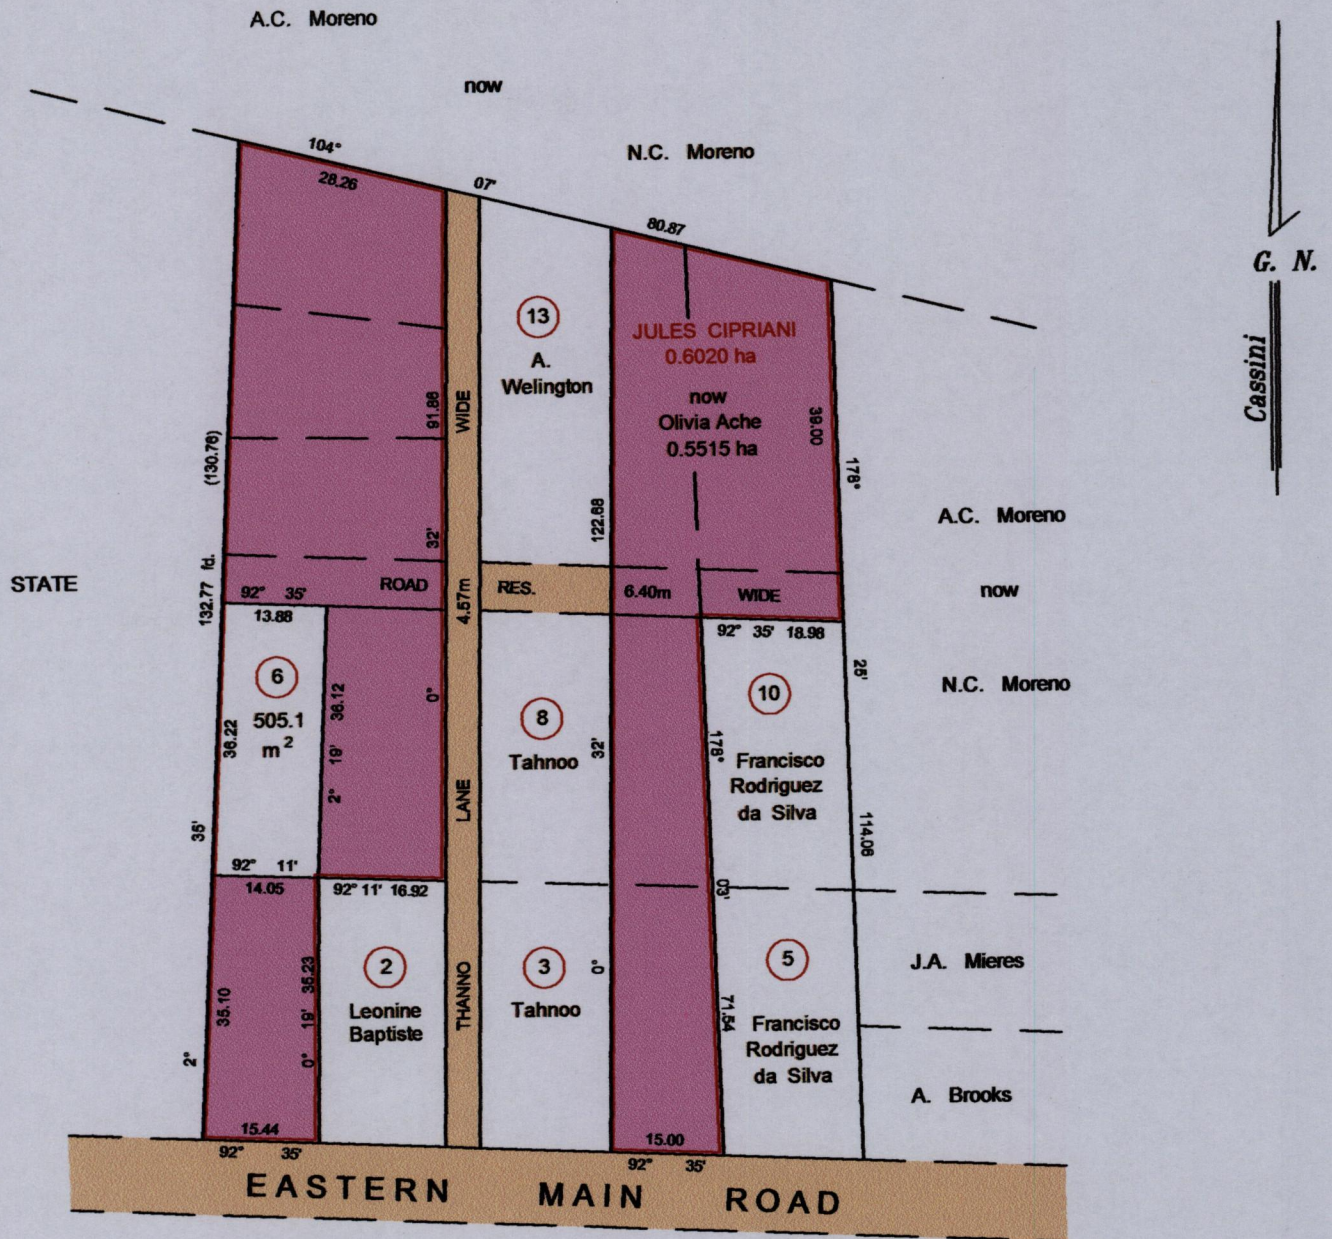 A.C. Moreno
now
N.C. Moreno
104°
28.26
07'
80.87
G. N.
Cassini
13
A.
Welington
JULES CIPRIANI
0.6020 ha
now
Olivia Ache
0.5515 ha
91.86
WIDE
39.00
178°
(130.76)
122.68
32'
A.C. Moreno
now
N.C. Moreno
STATE
132.77 fd.
92° 35'
13.88
ROAD
4.57m
RES.
6.40m
WIDE
92° 35' 18.98
25'
6
505.1
m²
36.22
36.12
2° 19'
0°
8
Tahnoo
32'
178°
10
Francisco
Rodriguez
da Silva
114.06
LANE
35'
92° 11'
14.05
92° 11' 16.92
03'
35.10
35.23
0° 19'
2
Leonine
Baptiste
THANNO
3
Tahnoo
0°
71.54
5
Francisco
Rodriguez
da Silva
J.A. Mieres
A. Brooks
2°
15.44
92° 35'
15.00
92° 35'
EASTERN MAIN ROAD